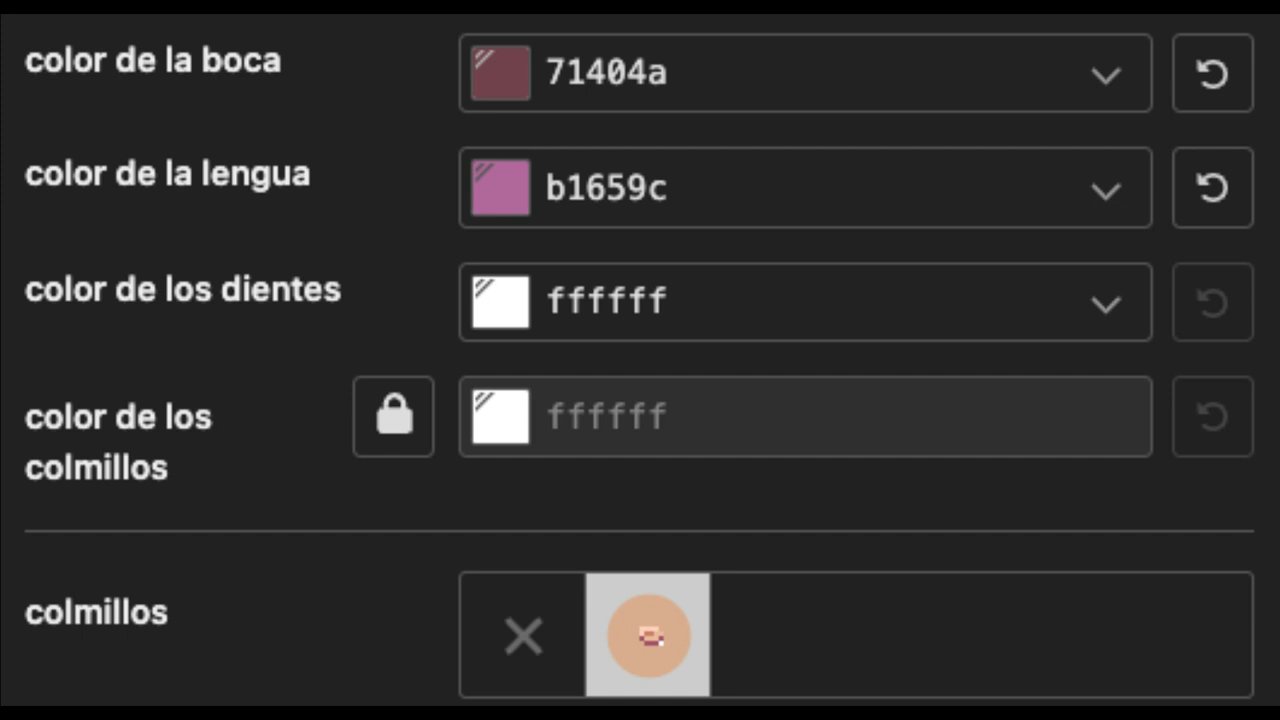 color de la boca
71404a
color de la lengua
b1659c
color de los dientes
ffffff
color de los
colmillos
ffffff
colmillos